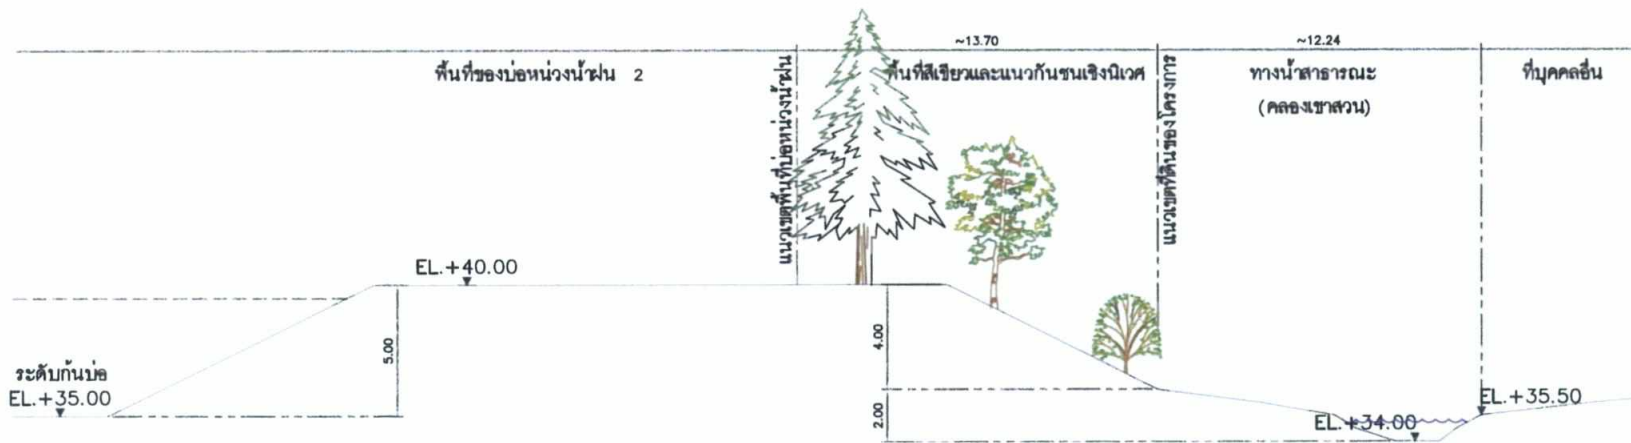 ~13.70
~12.24
พื้นที่ของบ่อหน่วงน้ำฝน 2
แนวเขตพื้นที่บ่อหน่วงน้ำฝน
พื้นที่สีเขียวและแนวกันชนเชิงนิเวศ
แนวเขตที่ดินของโครงการ
ทางน้ำสาธารณะ
(คลองเขาสวน)
ที่บุคคลอื่น
EL.+40.00
5.00
4.00
ระดับก้นบ่อ
EL.+35.00
2.00
EL.+34.00
EL.+35.50